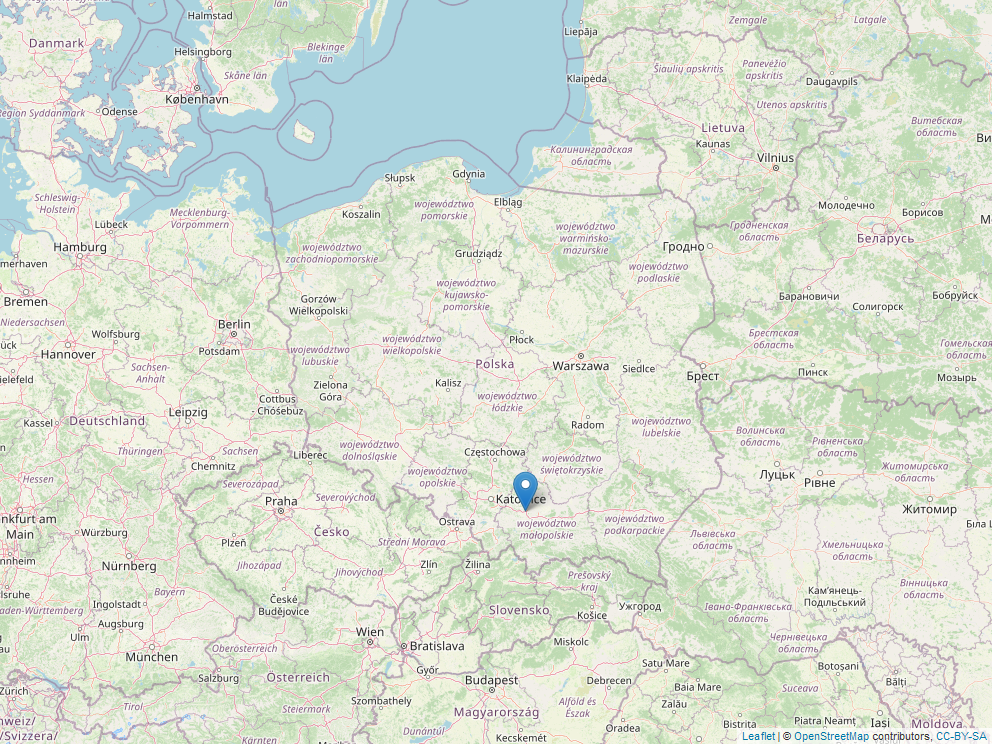 Halmstad
län
Liepāja
Zemgale
Latgale
Danmark
Helsingborg
Blekinge
län
Šiaulių apskritis
Panevėžio
apskritis
Skåne län
Klaipėda
Daugavpils
København
Odense
Region Syddanmark
Utenos apskritis
Витебская
область
Lietuva
Kaunas
Калининградская
область
Vilnius
Ви
Słupsk
Gdynia
Schleswig-
Holstein
Elbląg
Молодечно
Борисов
Mecklenburg-
Vorpommern
Koszalin
województwo
pomorskie
Lübeck
województwo
warmińsko-
mazurskie
Гродненская
область
Беларусь
Hamburg
województwo
zachodniopomorskie
Grudziądz
Гродно
merhaven
województwo
podlaskie
Bremen
Gorzów
Wielkopolski
województwo
kujawsko-
pomorskie
Барановичи
Бобруйск
Солигорск
Niedersachsen
Berlin
Wolfsburg
Płock
Брестская
область
Гомельская
область
ück
Hannover
Potsdam
województwo
lubuskie
województwo
wielkopolskie
Polska
Warszawa
Siedlce
Sachsen-
Anhalt
Пинск
Мозырь
ielefeld
Zielona
Góra
Kalisz
Брест
Cottbus
Chóśebuz
województwo
łódzkie
Leipzig
Kassel
Deutschland
Radom
województwo
lubelskie
Волинська
область
Рівненська
область
Thüringen
Sachsen
Liberec
województwo
dolnośląskie
Częstochowa
Chemnitz
województwo
opolskie
województwo
świętokrzyskie
Луцьк
Рівне
Житомирська
область
Hessen
Severozápad
Praha
Severovýchod
Katowice
Житомир
nkfurt am
Main
Plzeň
Česko
Ostrava
województwo
małopolskie
województwo
podkarpackie
Біла Ц
Würzburg
Střední Morava
Львівська
область
Хмельницька
область
nnheim
Nürnberg
Jihozápad
Jihovýchod
Zlín
Žilina
Prešovský
kraj
Вінницька
область
Bayern
Кам'янець-
Подільський
lsruhe
Ingolstadt
České
Budějovice
Slovensko
Košice
Ужгород
Івано-Франківська
область
aden-Württemberg
Augsburg
Ulm
Wien
Miskolc
Чернівецька
область
München
Oberösterreich
Bratislava
Győr
Satu Mare
Botoșani
Salzburg
Österreich
Budapest
Debrecen
Baia Mare
Suceava
Bălți
Zürich
Szombathely
Alföld és
Észak
Zalău
Tirol
Steiermark
Magyarország
Piatra Neamț
Iași
Moldova
hweiz/
/Svizzera/
Dunántúl
Oradea
Bistrita
Kärnten
Kecskemét
Leaflet | © OpenStreetMap contributors, CC-BY-SA